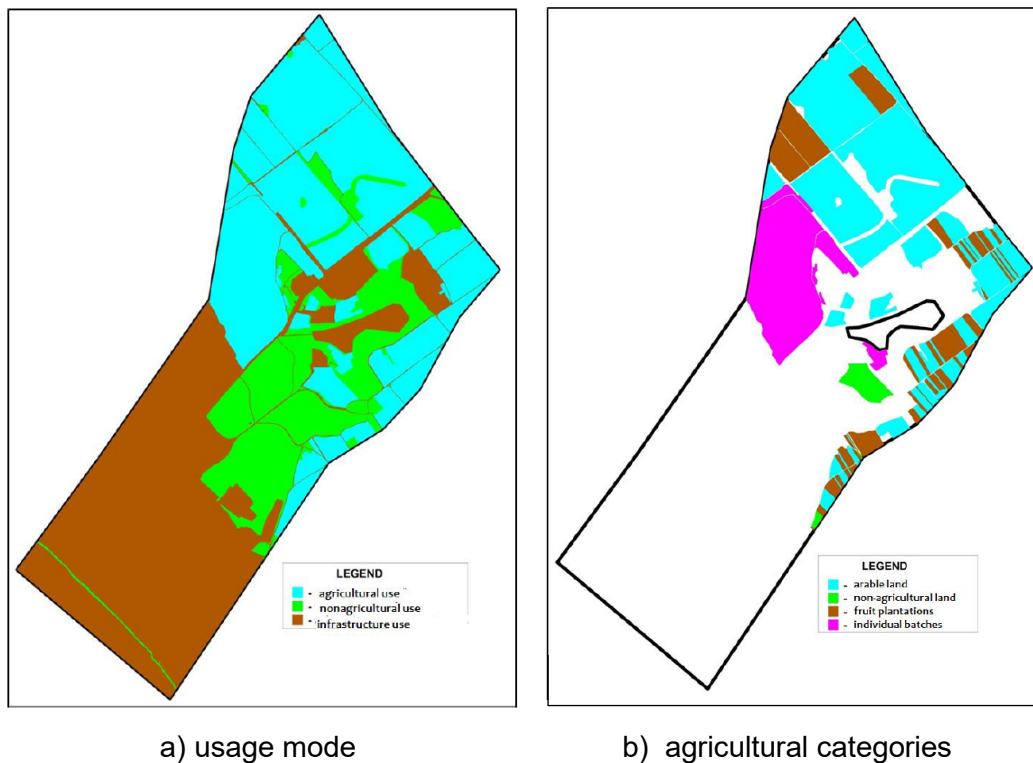 LEGEND
- agricultural use
- nonagricultural use
- infrastructure use
LEGEND
- arable land
- non-agricultural land
- fruit plantations
- individual batches
a) usage mode
b) agricultural categories